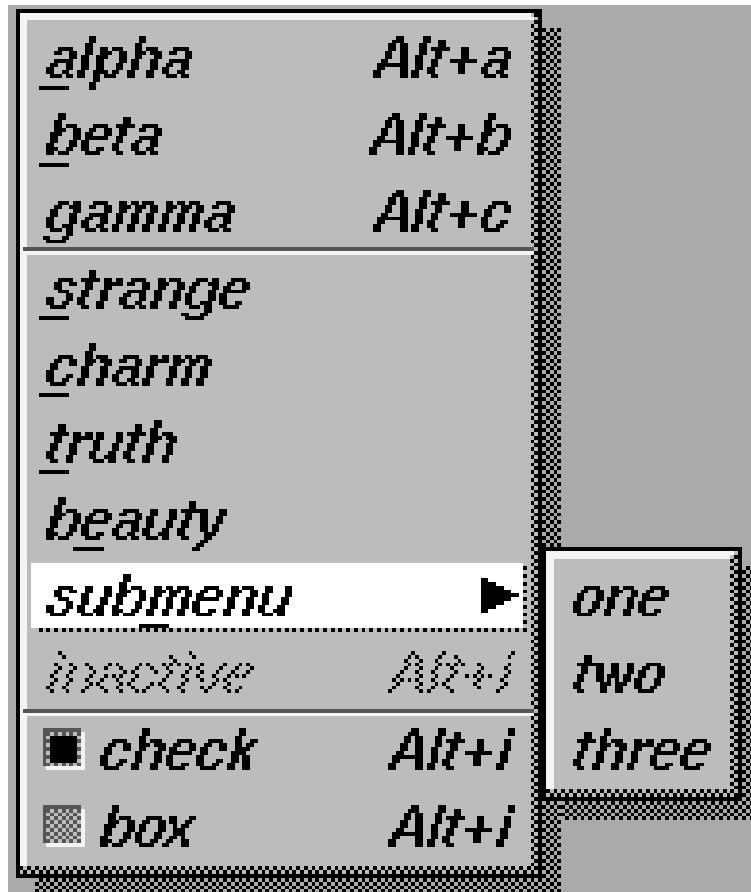 alpha Alt+a
beta Alt+b
gamma Alt+c
strange
charm
truth
beauty
submenu
inactive Alt+i
check Alt+i
box Alt+i
one
two
three